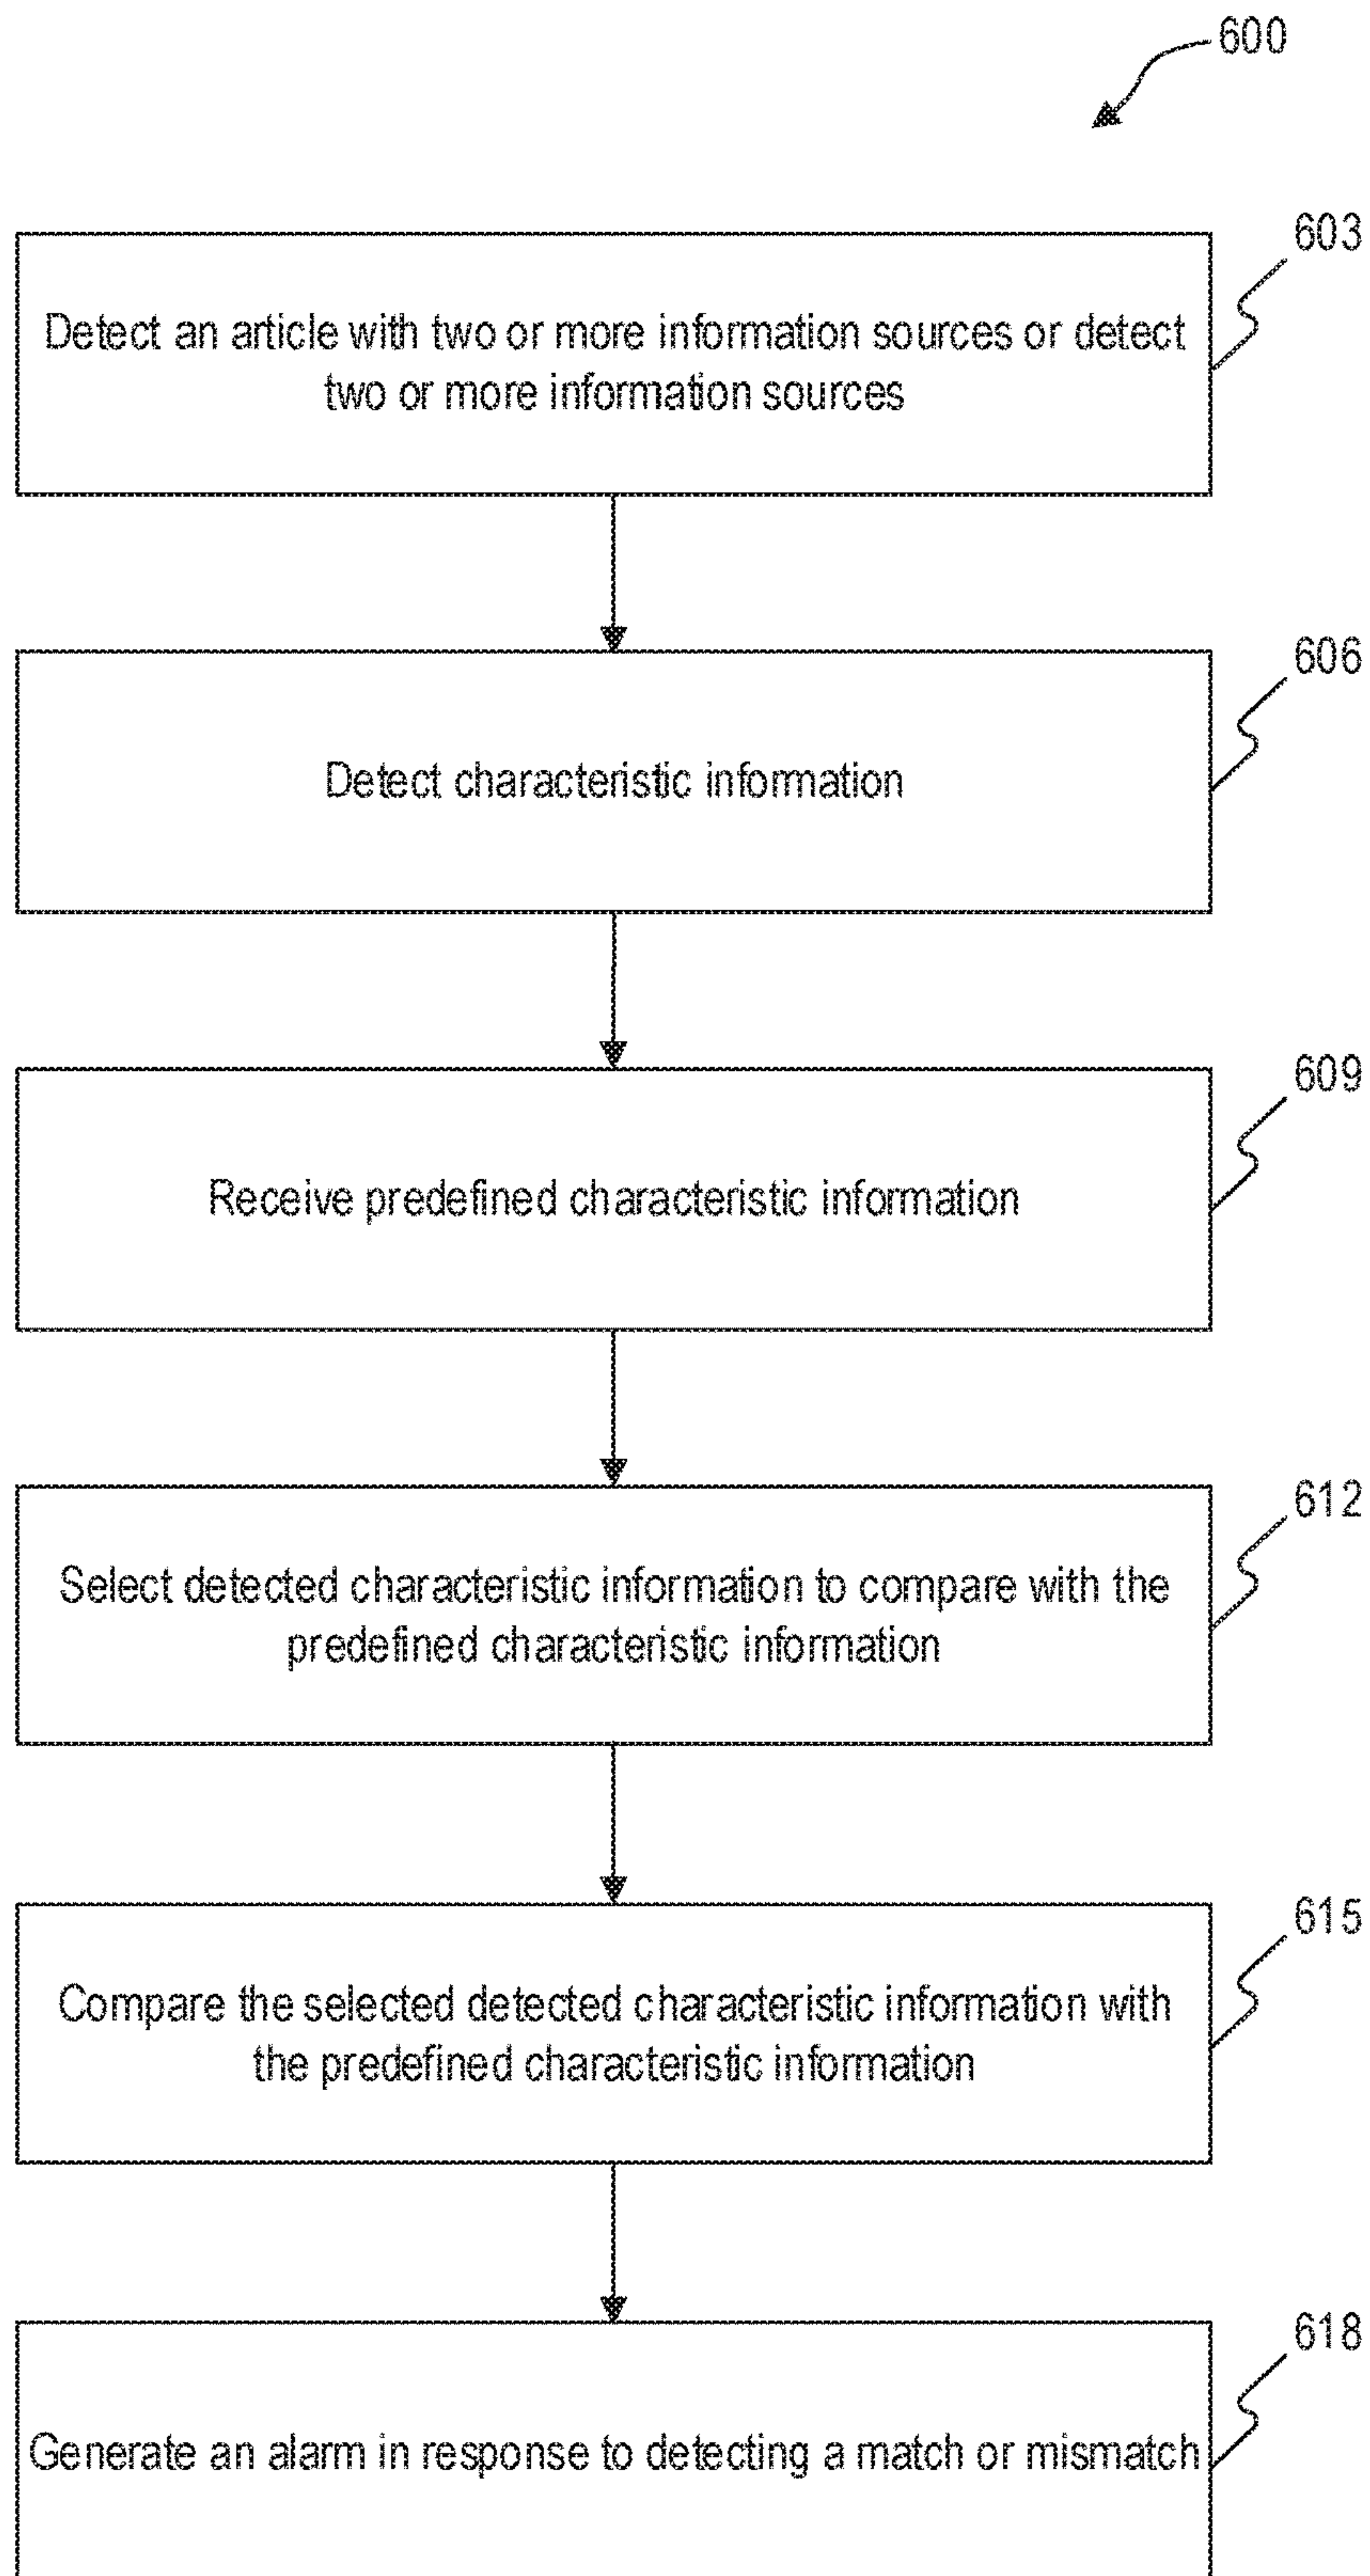 600
603
Detect an article with two or more information sources or detect
two or more information sources
606
Detect characteristic information
609
Receive predefined characteristic information
612
Select detected characteristic information to compare with the
predefined characteristic information
615
Compare the selected detected characteristic information with
the predefined characteristic information
618
Generate an alarm in response to detecting a match or mismatch